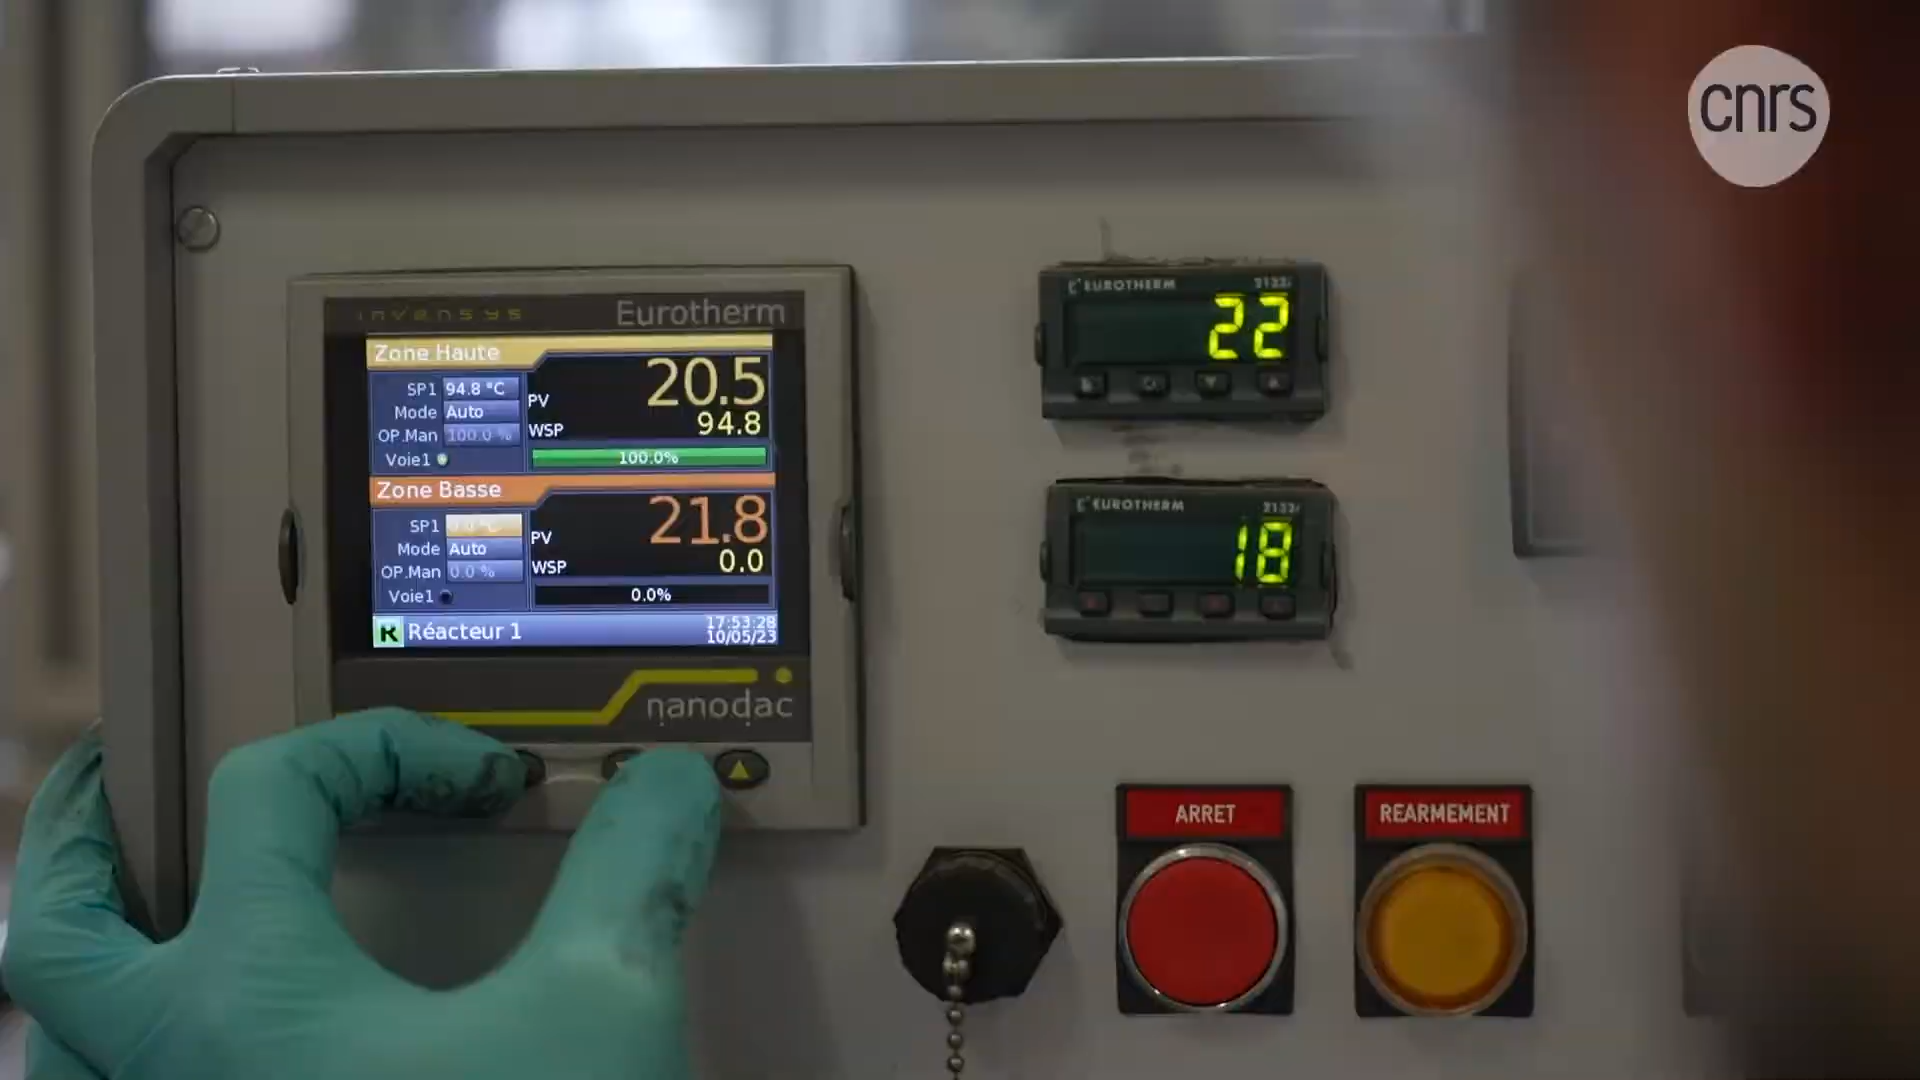 cnrs
invensys
Eurotherm
Zone Haute
SP1 94.8 °C
Mode Auto
OP.Man 100.0 %
Voie1
PV 20.5
WSP 94.8
100.0%
Zone Basse
SP1
Mode Auto
OP.Man 0.0 %
Voie1
PV 21.8
WSP 0.0
0.0%
Réacteur 1
17:53:28
10/05/23
nanodac
EUROTHERM 2132i
22
EUROTHERM 2132i
18
ARRET
REARMEMENT